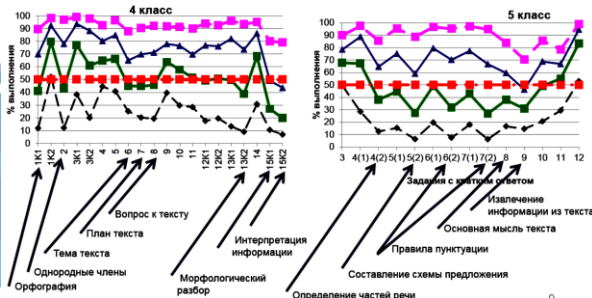 4 класс
5 класс
% выполнения
100
90
80
70
60
50
40
30
20
10
0
1К1
1К2
2
3К1
3К2
4
5
6
7
8
9
10
11
12К1
12К2
13К1
13К2
14
15К1
15К2
% выполнения
100
90
80
70
60
50
40
30
20
10
0
3
4(1)
4(2)
5(1)
5(2)
6(1)
6(2)
7(1)
7(2)
8
9
10
11
12
Задания с кратким ответом
Вопрос к тексту
План текста
Тема текста
Однородные члены
Орфография
Интерпретация
информации
Морфологический
разбор
Извлечение
информации из текста
Основная мысль текста
Правила пунктуации
Составление схемы предложения
Определение частей речи